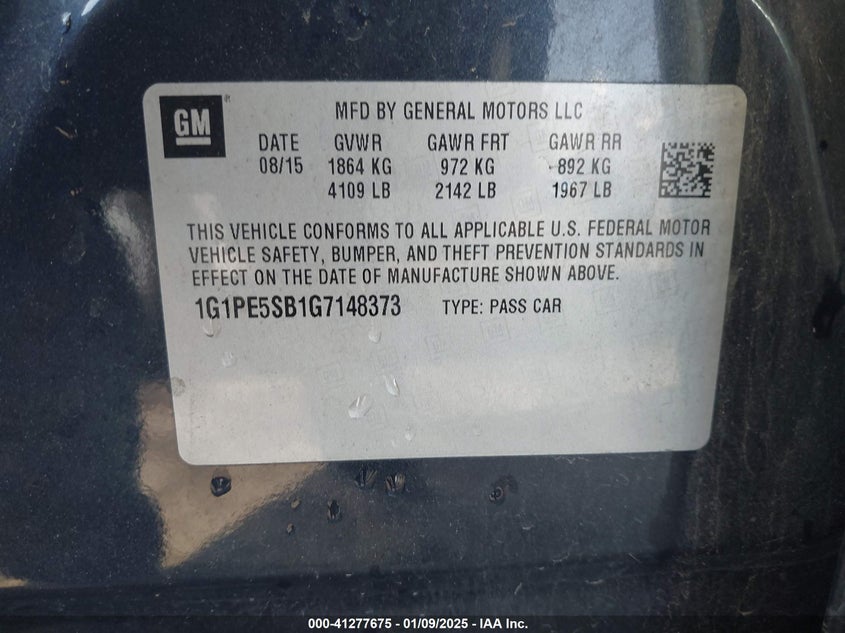 GM
MFD BY GENERAL MOTORS LLC
DATE GVWR GAWR FRT GAWR RR
08/15 1864 KG 972 KG 892 KG
4109 LB 2142 LB 1967 LB
THIS VEHICLE CONFORMS TO ALL APPLICABLE U.S. FEDERAL MOTOR
VEHICLE SAFETY, BUMPER, AND THEFT PREVENTION STANDARDS IN
EFFECT ON THE DATE OF MANUFACTURE SHOWN ABOVE.
1G1PE5SB1G7148373 TYPE: PASS CAR
000-41277675 - 01/09/2025 - IAA Inc.